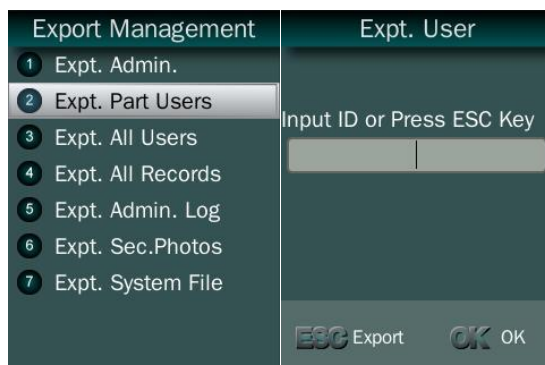 Export Management
1 Expt. Admin.
2 Expt. Part Users
3 Expt. All Users
4 Expt. All Records
5 Expt. Admin. Log
6 Expt. Sec.Photos
7 Expt. System File
Expt. User
Input ID or Press ESC Key
ESC Export OK OK